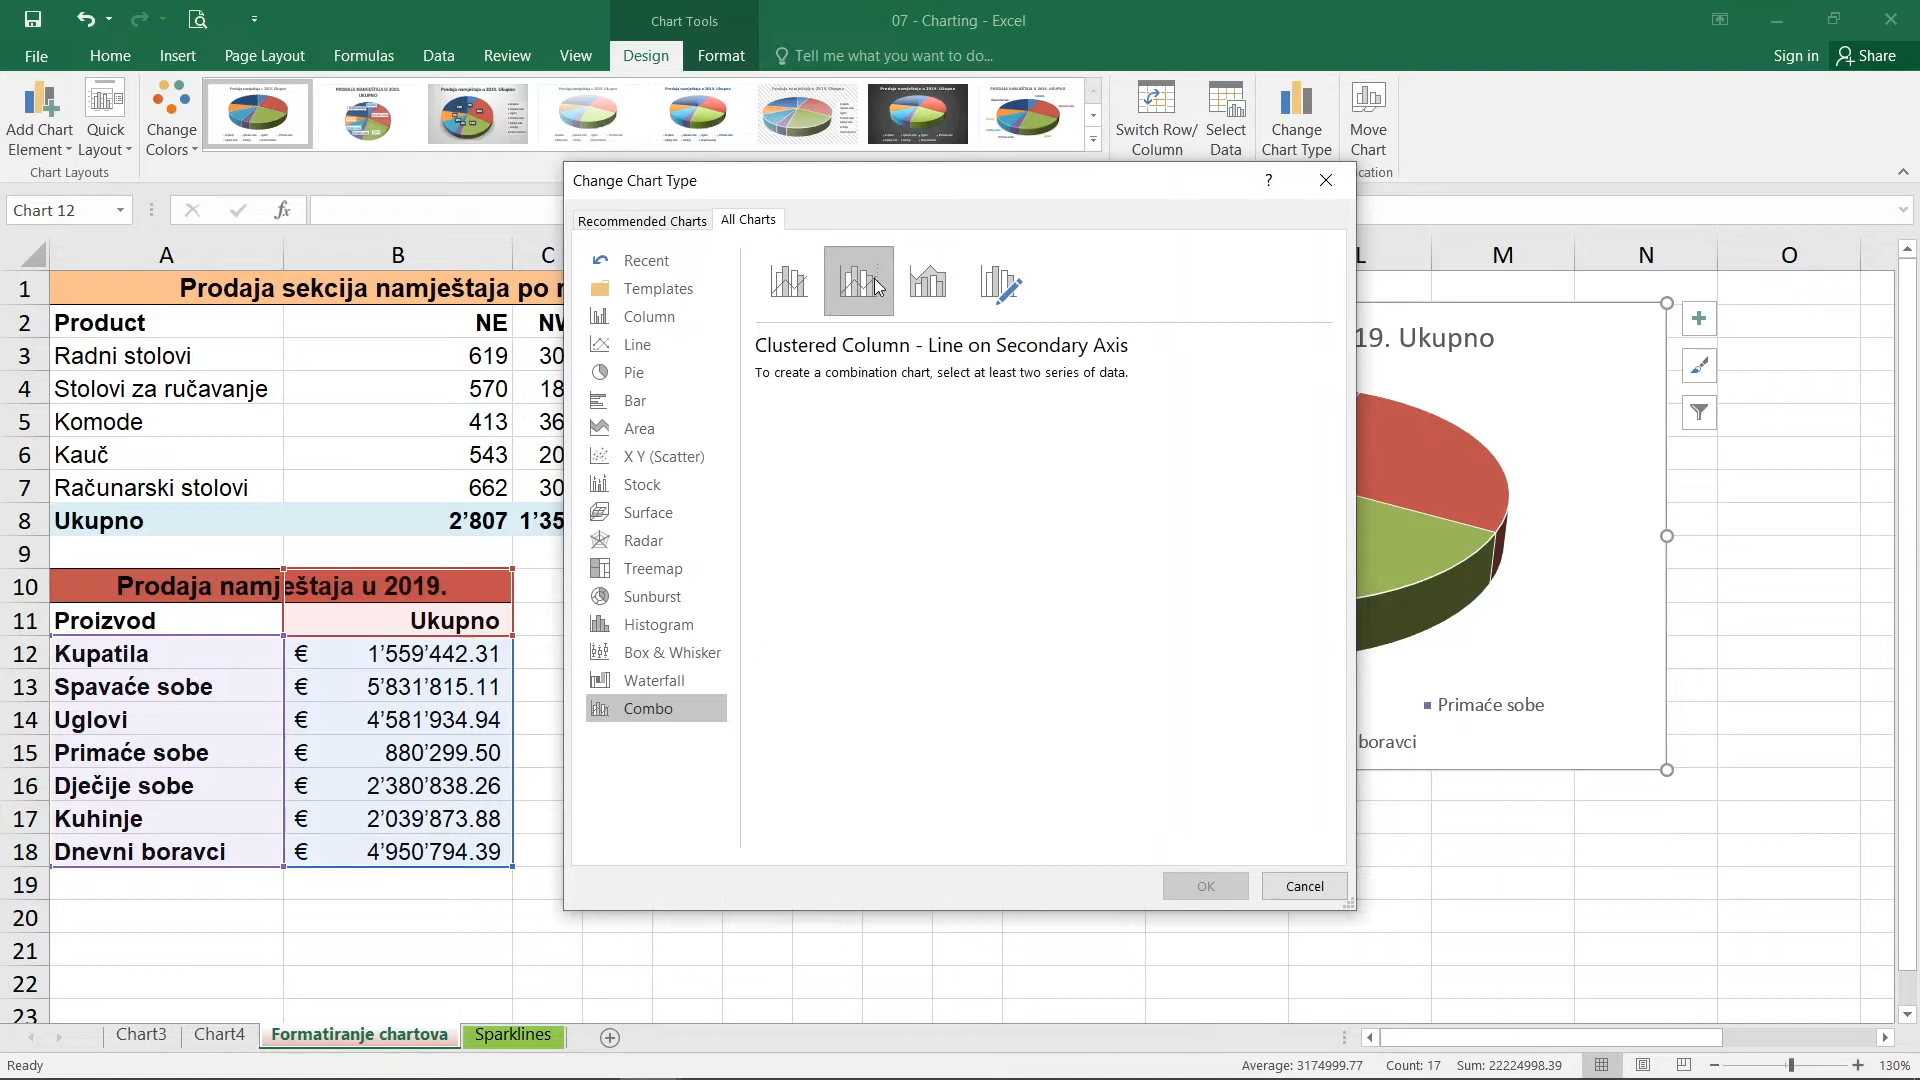 Chart Tools
07 - Charting - Excel
File
Home
Insert
Page Layout
Formulas
Data
Review
View
Design
Format
Tell me what you want to do...
Sign in
Share
Add Chart Element
Quick Layout
Change Colors
Switch Row/ Column
Select Data
Change Chart Type
Move Chart
Chart Layouts
cation
Chart 12
fx
Change Chart Type
?
Recommended Charts
All Charts
Recent
Templates
Column
Line
Pie
Bar
Area
X Y (Scatter)
Stock
Surface
Radar
Treemap
Sunburst
Histogram
Box & Whisker
Waterfall
Combo
Clustered Column - Line on Secondary Axis
To create a combination chart, select at least two series of data.
OK
Cancel
A B C L M N O
1 Prodaja sekcija namještaja po
2 Product NE
3 Radni stolovi 619 30
4 Stolovi za ručavanje 570 18
5 Komode 413 36
6 Kauč 543 20
7 Računarski stolovi 662 30
8 Ukupno 2’807 1’35
9
10 Prodaja namještaja u 2019.
11 Proizvod Ukupno
12 Kupatila € 1’559’442.31
13 Spavaće sobe € 5’831’815.11
14 Uglovi € 4’581’934.94
15 Primaće sobe € 880’299.50
16 Dječije sobe € 2’380’838.26
17 Kuhinje € 2’039’873.88
18 Dnevni boravci € 4’950’794.39
19
20
21
22
23
19. Ukupno
Primaće sobe
boravci
Chart3
Chart4
Formatiranje chartova
Sparklines
Ready
Average: 3174999.77
Count: 17
Sum: 22224998.39
130%